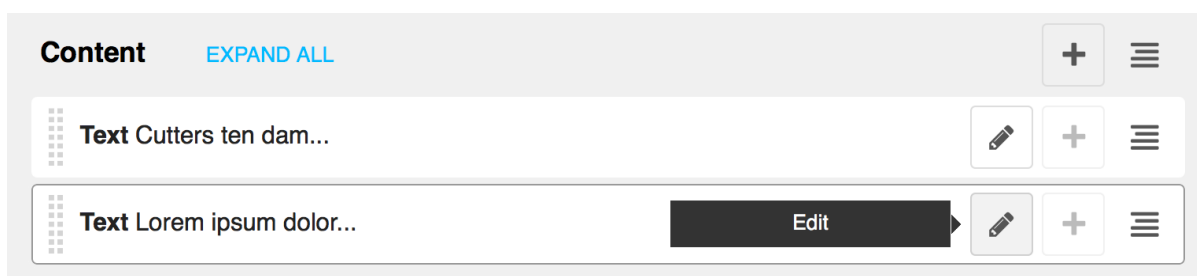 Content EXPAND ALL
Text Cutters ten dam...
Text Lorem ipsum dolor... Edit